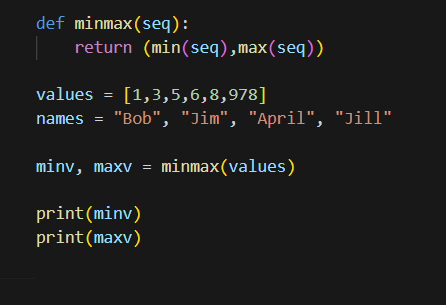 def minmax(seq):
    return (min(seq),max(seq))
values = [1,3,5,6,8,978]
names = "Bob", "Jim", "April", "Jill"
minv, maxv = minmax(values)
print(minv)
print(maxv)